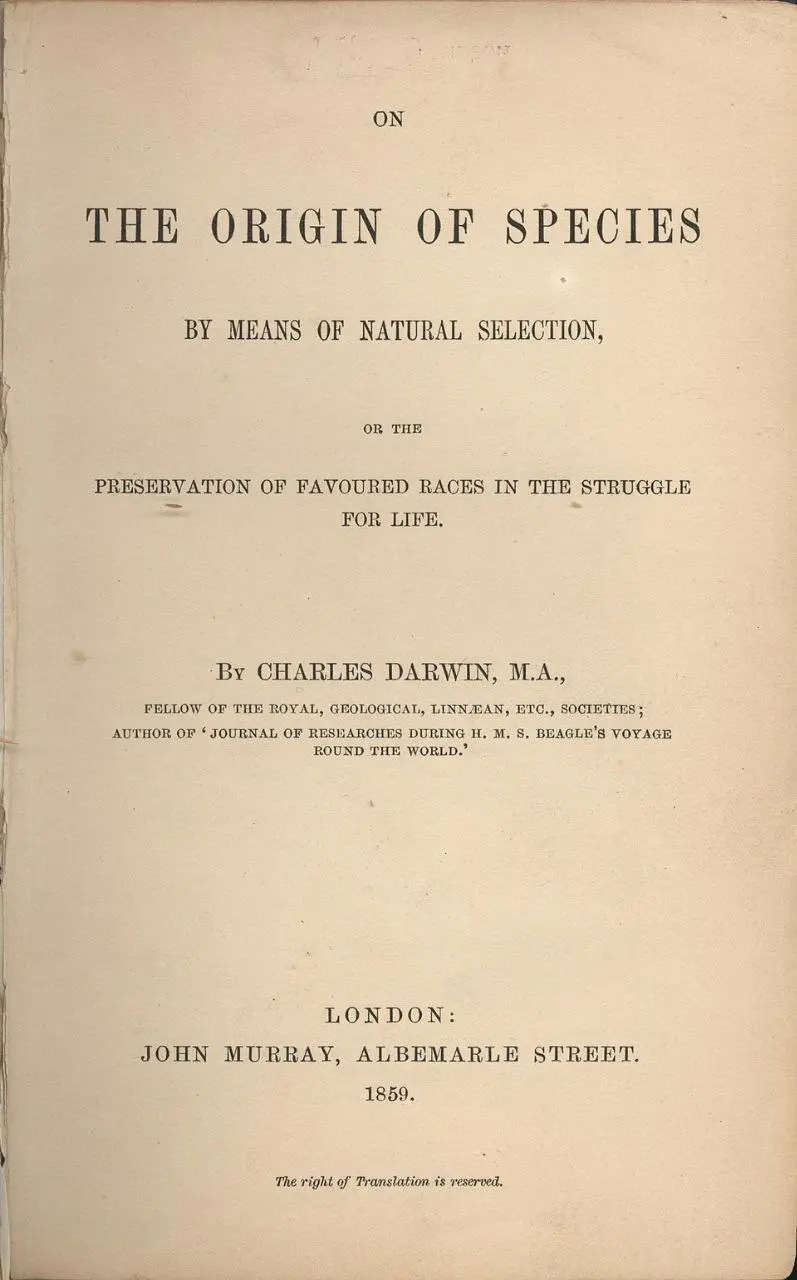 ON
THE ORIGIN OF SPECIES
BY MEANS OF NATURAL SELECTION,
OR THE
PRESERVATION OF FAVOURED RACES IN THE STRUGGLE
FOR LIFE.
By CHARLES DARWIN, M.A.,
FELLOW OF THE ROYAL, GEOLOGICAL, LINNÆAN, ETC., SOCIETIES;
AUTHOR OF ‘JOURNAL OF RESEARCHES DURING H. M. S. BEAGLE’S VOYAGE
ROUND THE WORLD.’
LONDON:
JOHN MURRAY, ALBEMARLE STREET.
1859.
The right of Translation is reserved.